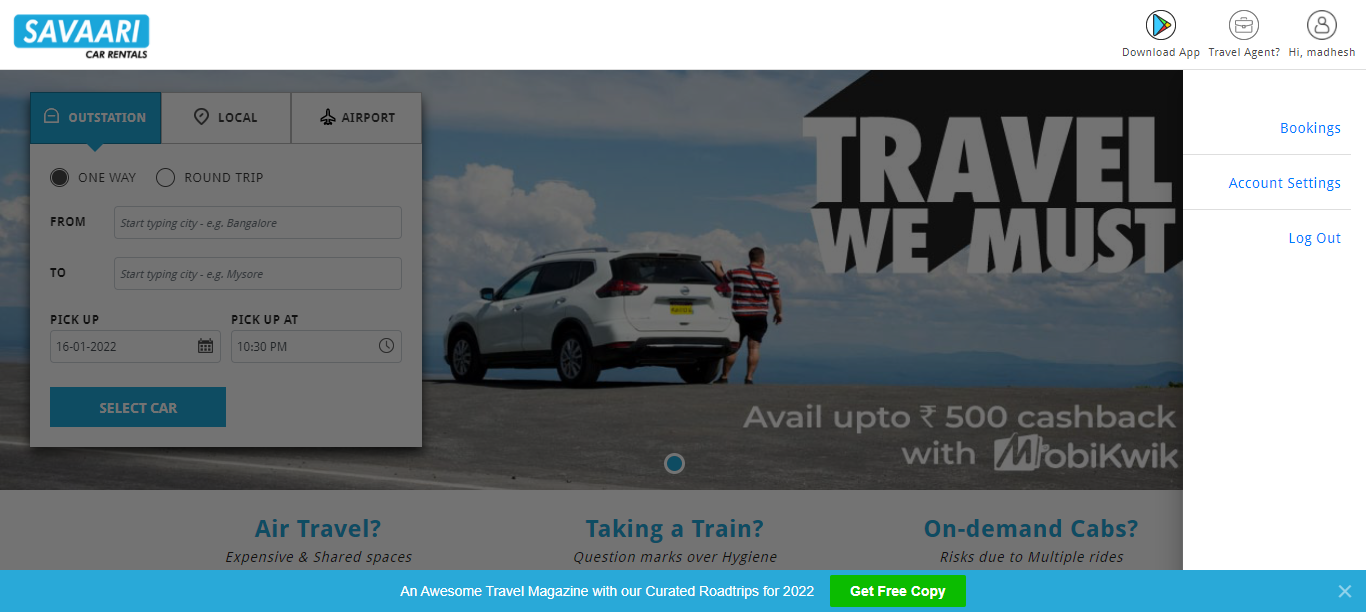 SAVAARI
CAR RENTALS
Download App
Travel Agent?
Hi, madhesh
OUTSTATION
LOCAL
AIRPORT
ONE WAY
ROUND TRIP
FROM
Start typing city - e.g. Bangalore
TO
Start typing city - e.g. Mysore
PICK UP
PICK UP AT
16-01-2022
10:30 PM
SELECT CAR
TRAVEL
WE MUST
Avail upto ₹ 500 cashback
with MobiKwik
Bookings
Account Settings
Log Out
Air Travel?
Expensive & Shared spaces
Taking a Train?
Question marks over Hygiene
On-demand Cabs?
Risks due to Multiple rides
An Awesome Travel Magazine with our Curated Roadtrips for 2022
Get Free Copy